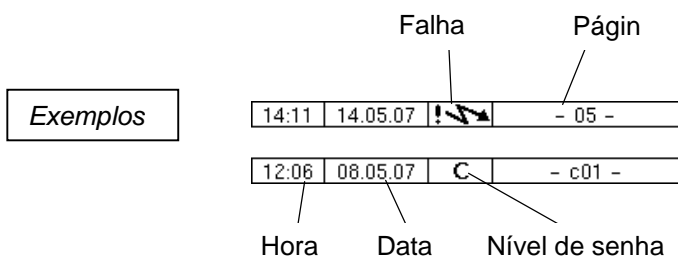 Falha Págin
Exemplos
14:11 14.05.07 ! – 05 –
12:06 08.05.07 C – c01 –
Hora Data Nível de senha